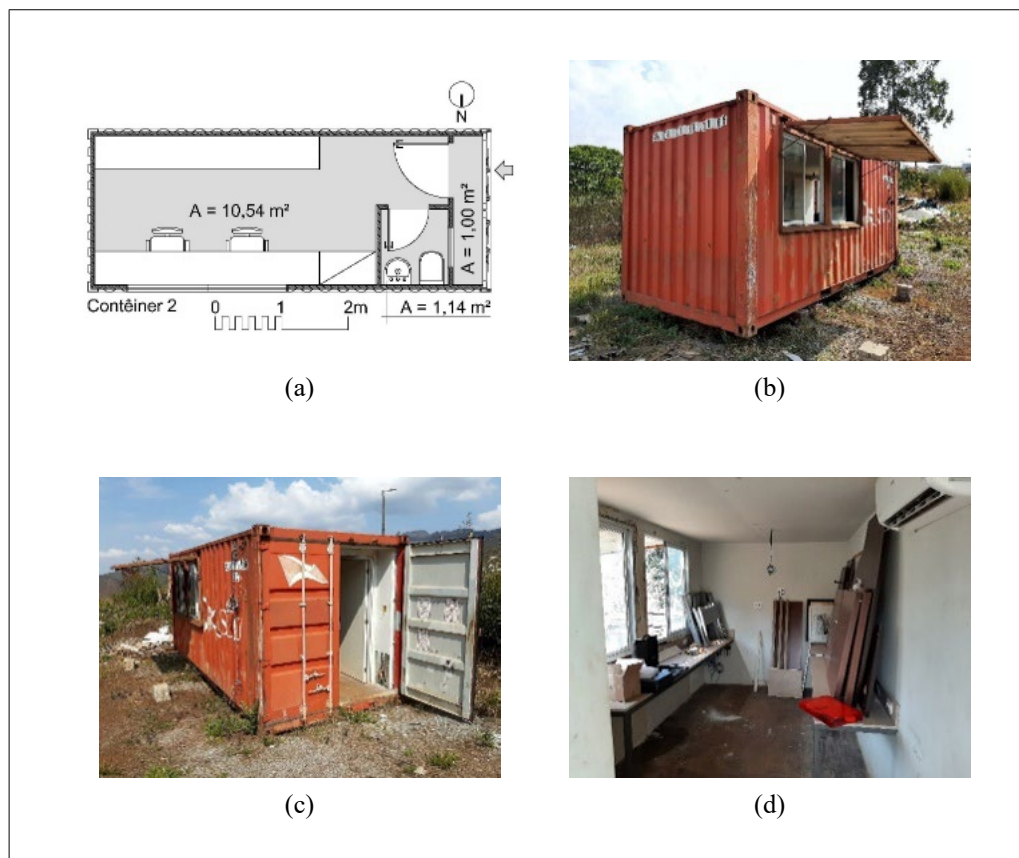 N
A = 10,54 m²
A = 1,00 m²
Contêiner 2
0 1 2m
A = 1,14 m²
(a)
(b)
(c)
(d)